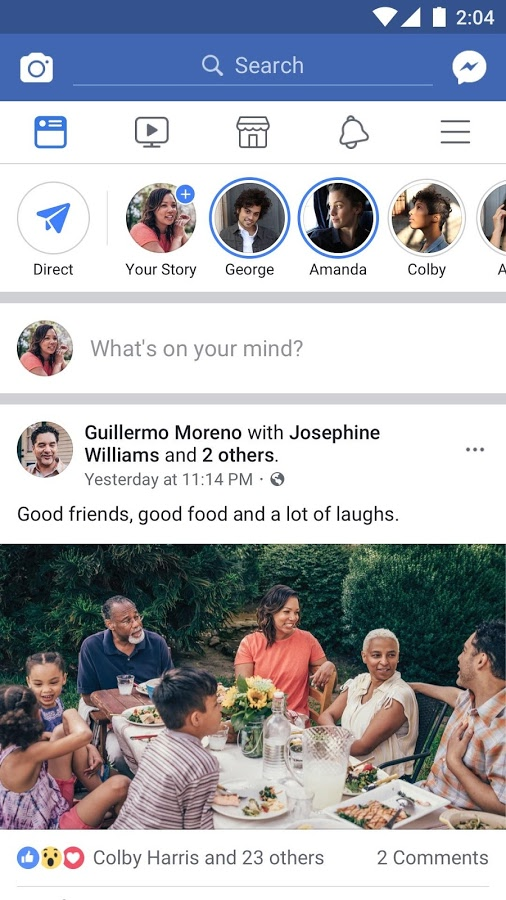 2:04
Search
Direct
Your Story
George
Amanda
Colby
A
What's on your mind?
Guillermo Moreno with Josephine
Williams and 2 others.
Yesterday at 11:14 PM ·
Good friends, good food and a lot of laughs.
Colby Harris and 23 others
2 Comments